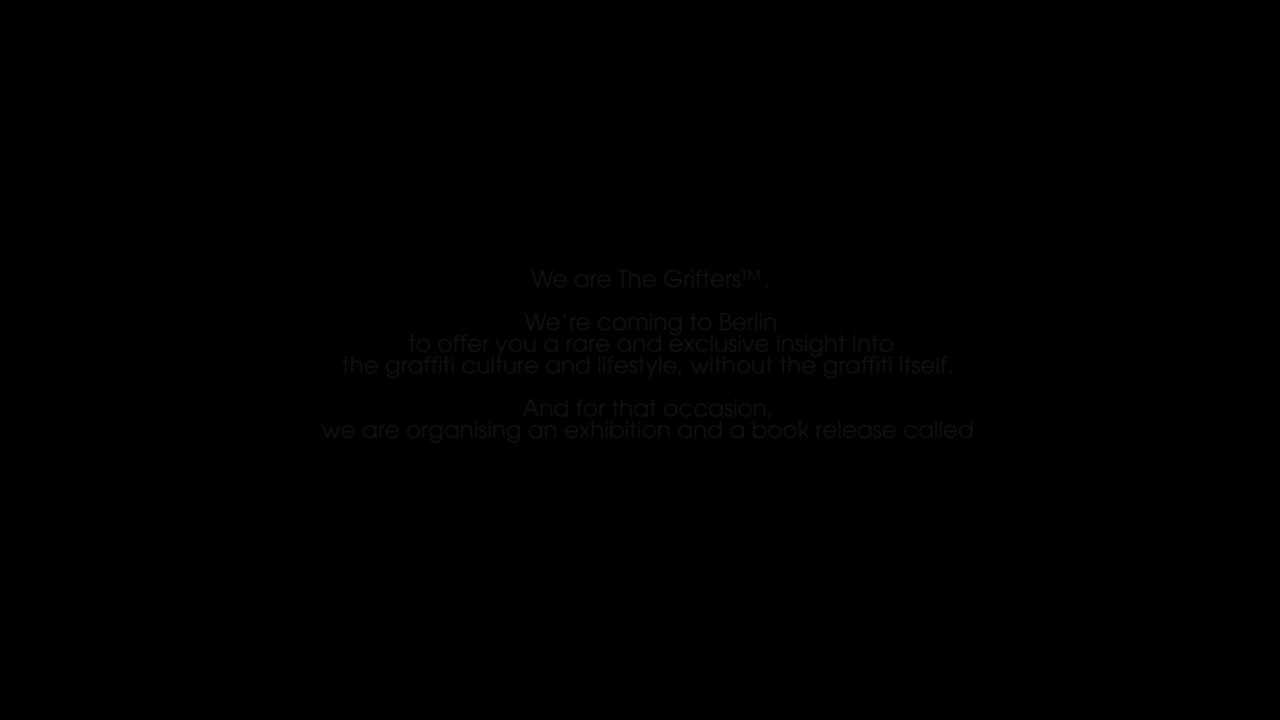 We are The Grifters™.
We're coming to Berlin
to offer you a rare and exclusive insight into
the graffiti culture and lifestyle, without the graffiti itself.
And for that occasion,
we are organising an exhibition and a book release called